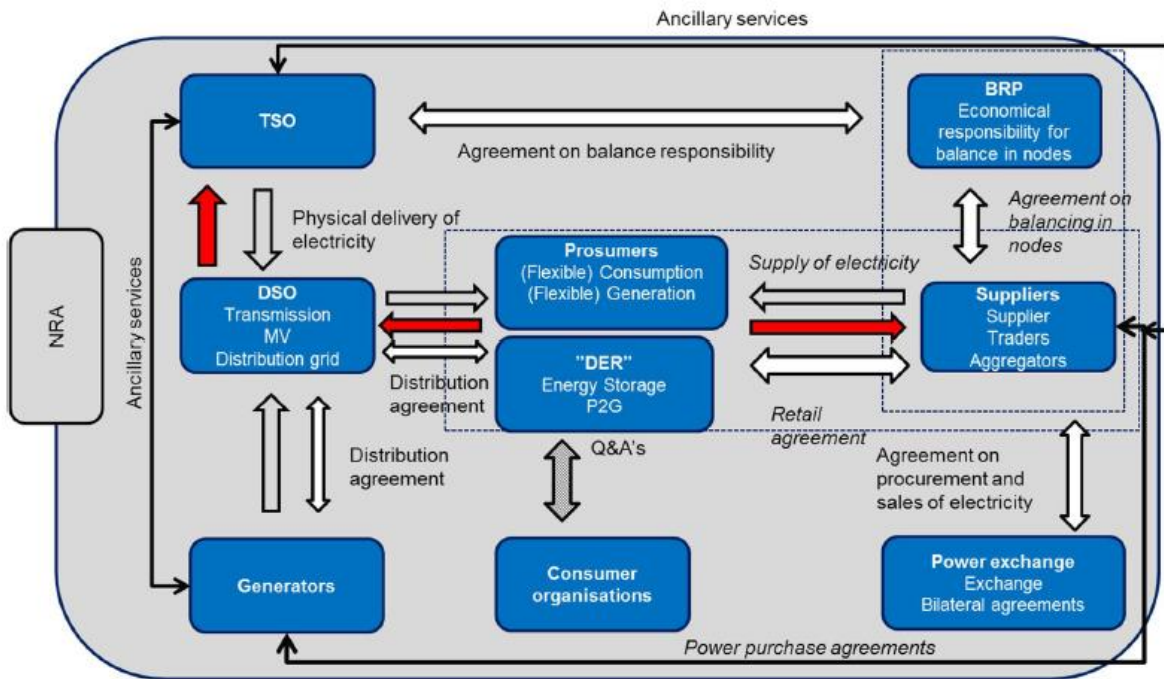 Ancillary services
TSO
BRP
Economical
responsibility for
balance in nodes
Agreement on balance responsibility
Physical delivery of
electricity
Agreement on
balancing in
nodes
NRA
Ancillary services
DSO
Transmission
MV
Distribution grid
Prosumers
(Flexible) Consumption
(Flexible) Generation
Supply of electricity
Suppliers
Supplier
Traders
Aggregators
"DER"
Energy Storage
P2G
Distribution
agreement
Retail
agreement
Q&A's
Distribution
agreement
Agreement on
procurement and
sales of electricity
Generators
Consumer
organisations
Power exchange
Exchange
Bilateral agreements
Power purchase agreements